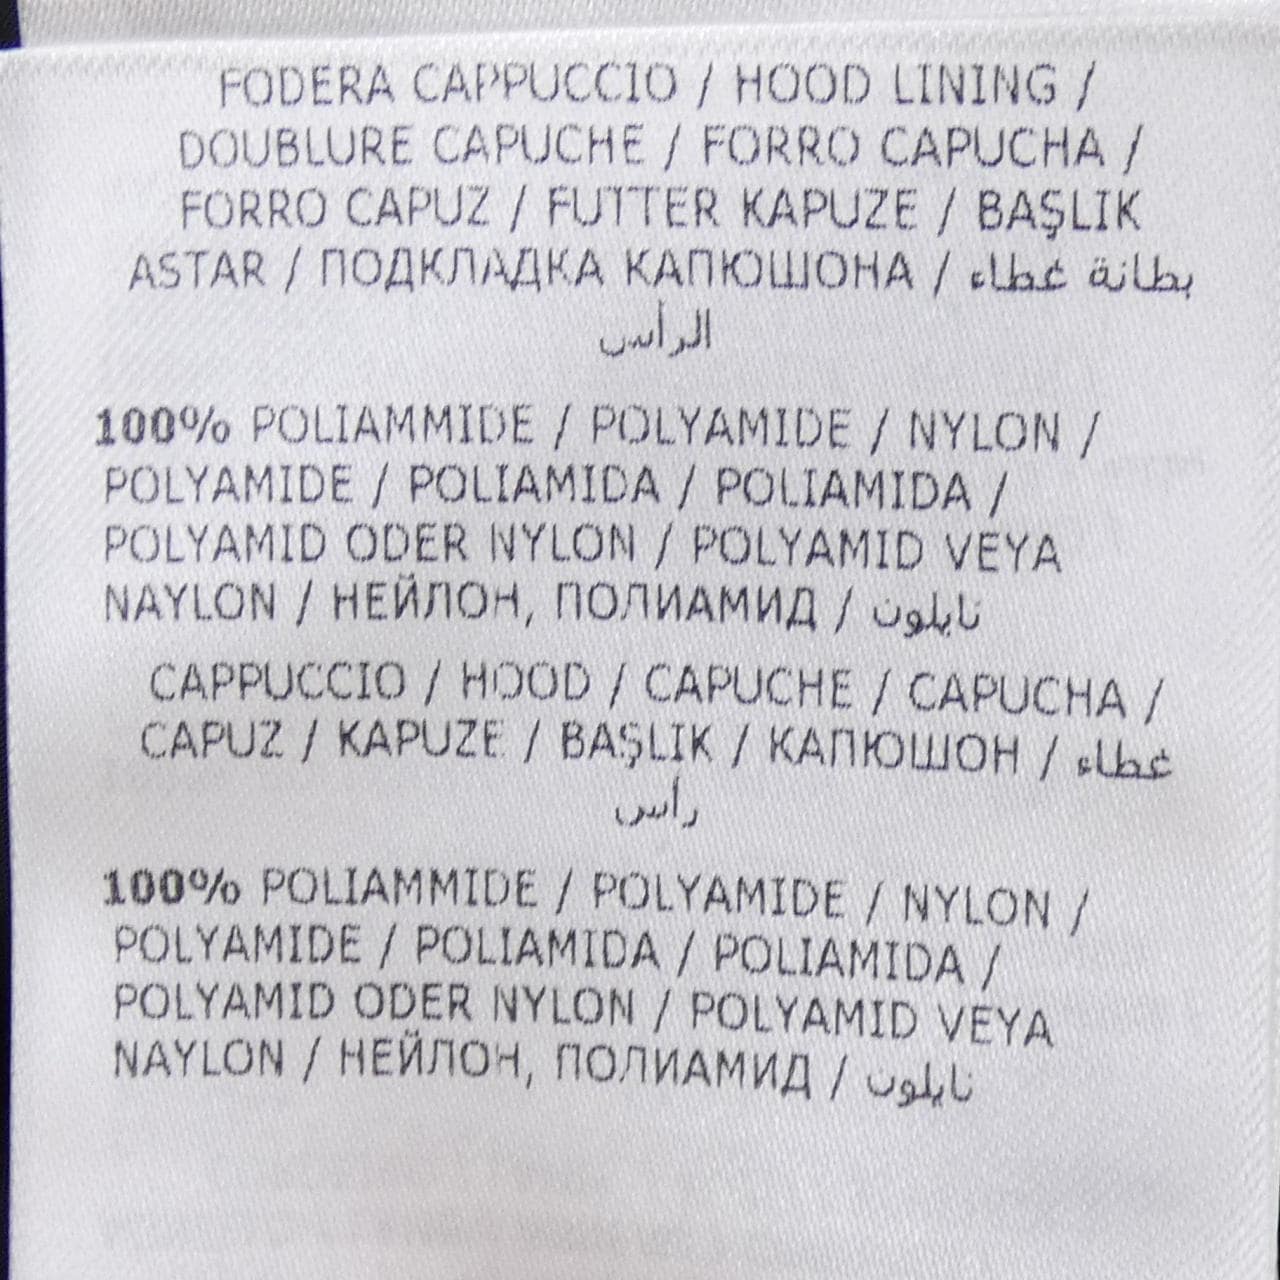 FODERA CAPPUCCIO / HOOD LINING /
DOUBLURE CAPUCHE / FORRO CAPUCHA /
FORRO CAPUZ / FUTTER KAPUZE / BAŞLIK
ASTAR / ПОДКЛАДКА КАПЮШОНА / بطانة غطاء
الرأس
100% POLIAMMIDE / POLYAMIDE / NYLON /
POLYAMIDE / POLIAMIDA / POLIAMIDA /
POLYAMID ODER NYLON / POLYAMID VEYA
NAYLON / НЕЙЛОН, ПОЛИАМИД / نايلون
CAPPUCCIO / HOOD / CAPUCHE / CAPUCHA /
CAPUZ / KAPUZE / BAŞLIK / КАПЮШОН / غطاء
رأس
100% POLIAMMIDE / POLYAMIDE / NYLON /
POLYAMIDE / POLIAMIDA / POLIAMIDA /
POLYAMID ODER NYLON / POLYAMID VEYA
NAYLON / НЕЙЛОН, ПОЛИАМИД / نايلون